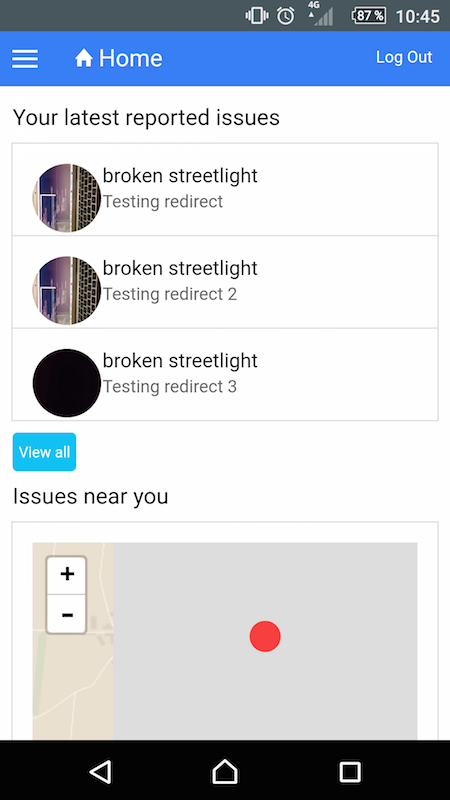 4G
87 %
10:45
Home
Log Out
Your latest reported issues
broken streetlight
Testing redirect
broken streetlight
Testing redirect 2
broken streetlight
Testing redirect 3
View all
Issues near you
+
-